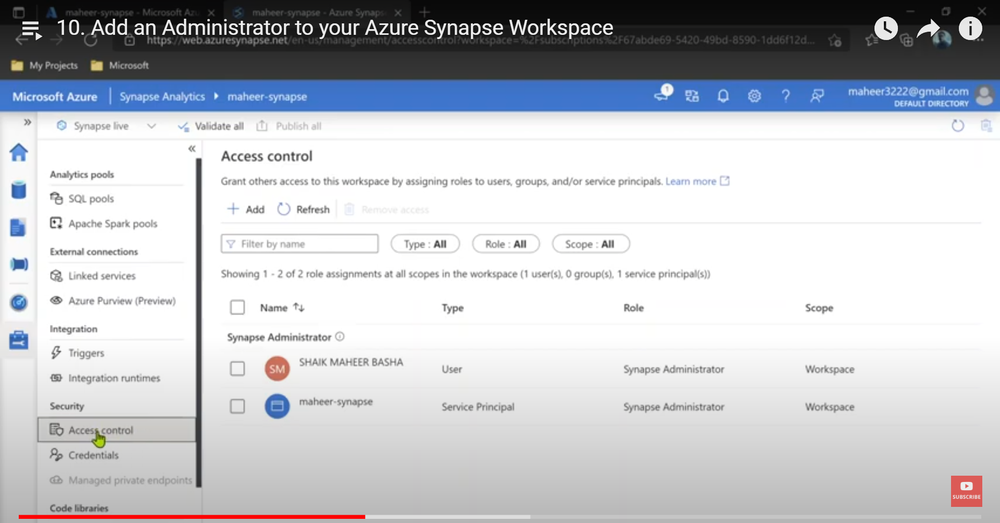 maheer-synapse - Microsoft Azu
maheer-synapse - Azure Synaps
10. Add an Administrator to your Azure Synapse Workspace
https://web.azuresynapse.net/en-us/management/accesscontrol?workspace=%2Fsubscriptions%2F67abde69-5420-49bd-8590-1dd6f12d...
My Projects
Microsoft
Microsoft Azure
Synapse Analytics
maheer-synapse
1
maheer3222@gmail.com
DEFAULT DIRECTORY
Synapse live
Validate all
Publish all
Analytics pools
SQL pools
Apache Spark pools
External connections
Linked services
Azure Purview (Preview)
Integration
Triggers
Integration runtimes
Security
Access control
Credentials
Managed private endpoints
Code libraries
Access control
Grant others access to this workspace by assigning roles to users, groups, and/or service principals. Learn more
Add
Refresh
Remove access
Filter by name
Type : All
Role : All
Scope : All
Showing 1 - 2 of 2 role assignments at all scopes in the workspace (1 user(s), 0 group(s), 1 service principal(s))
Name
Type
Role
Scope
Synapse Administrator
SM
SHAIK MAHEER BASHA
User
Synapse Administrator
Workspace
maheer-synapse
Service Principal
Synapse Administrator
Workspace
SUBSCRIBE